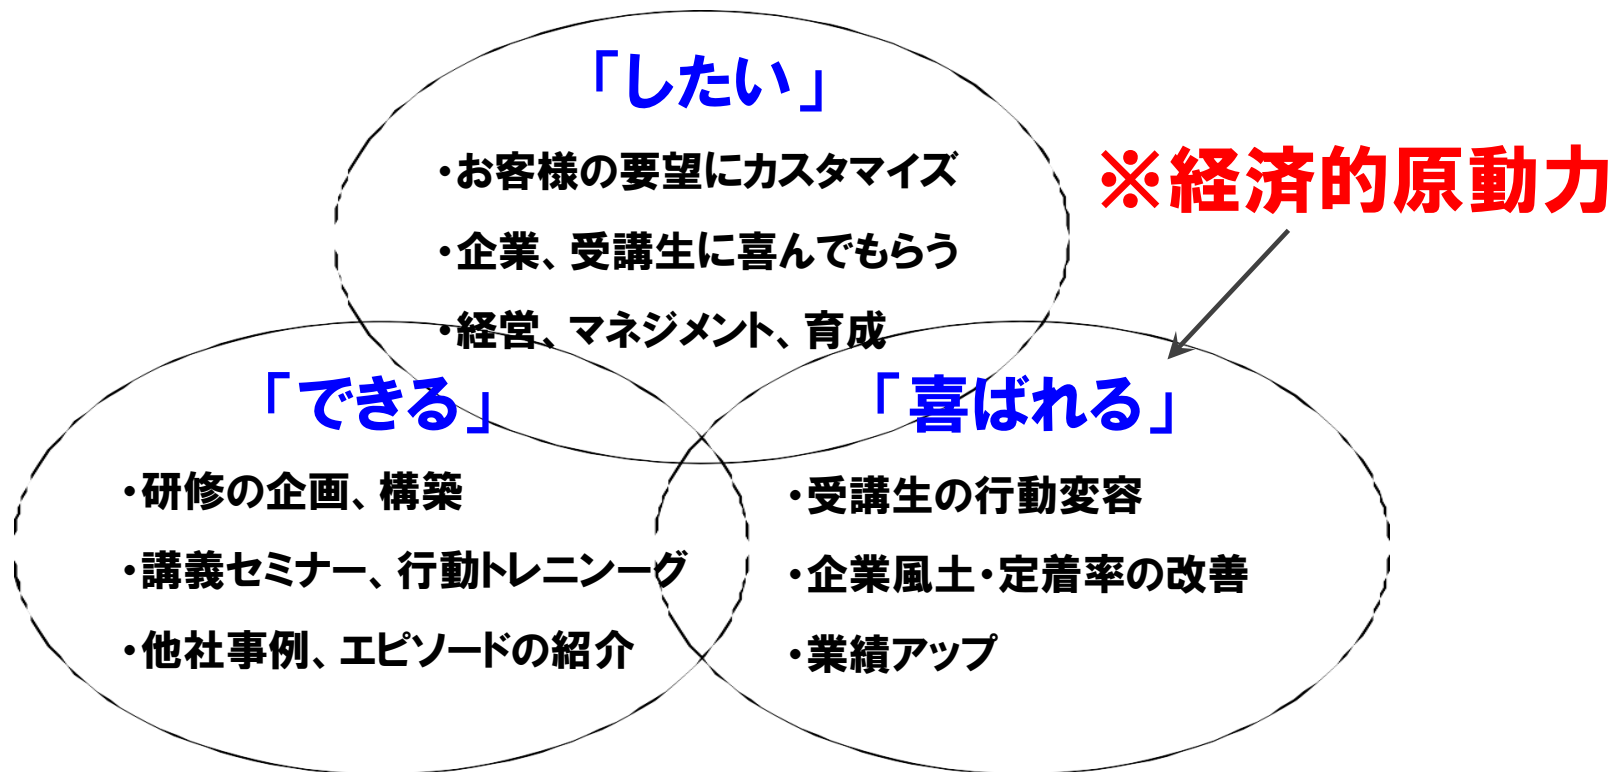 「したい」
・お客様の要望にカスタマイズ
・企業、受講生に喜んでもらう
・経営、マネジメント、育成
※経済的原動力
「できる」
・研修の企画、構築
・講義セミナー、行動トレニンーグ
・他社事例、エピソードの紹介
「喜ばれる」
・受講生の行動変容
・企業風土・定着率の改善
・業績アップ